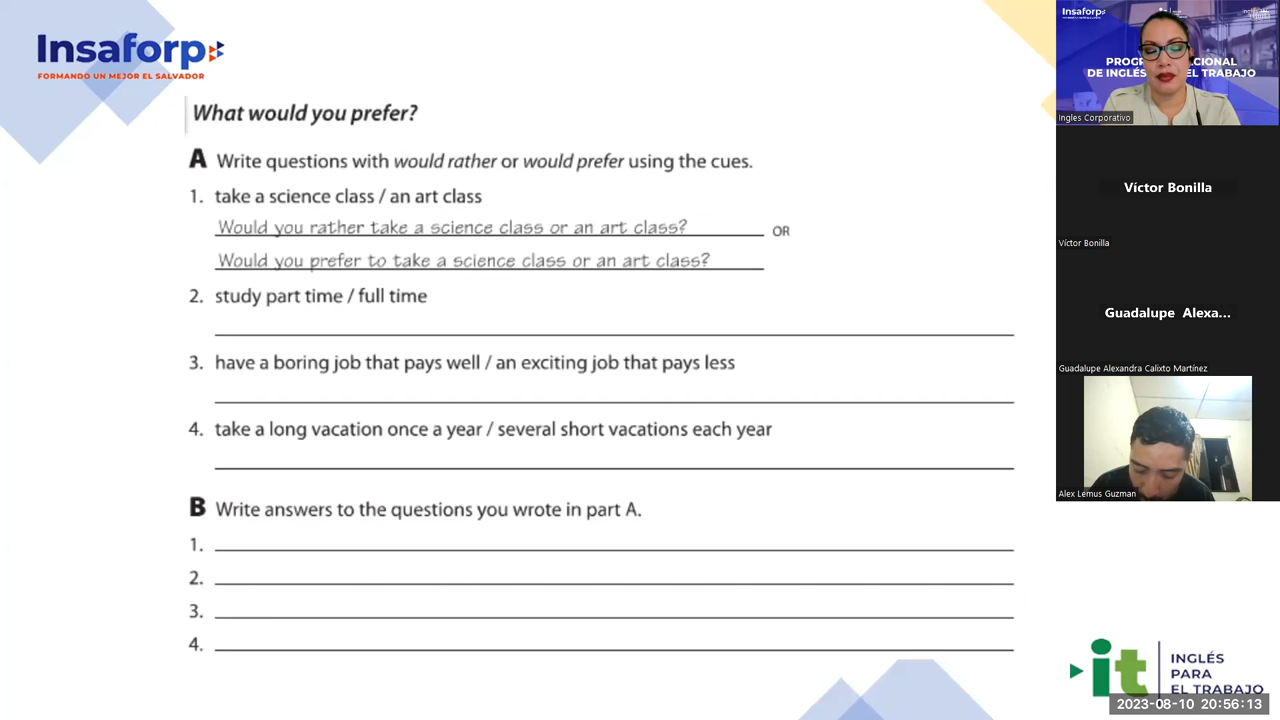 Insaforp
FORMANDO UN MEJOR EL SALVADOR
What would you prefer?
A Write questions with would rather or would prefer using the cues.
1. take a science class / an art class
Would you rather take a science class or an art class? OR
Would you prefer to take a science class or an art class?
2. study part time / full time
3. have a boring job that pays well / an exciting job that pays less
4. take a long vacation once a year / several short vacations each year
B Write answers to the questions you wrote in part A.
1.
2.
3.
4.
Insaforp
Ingles Corporativo
Víctor Bonilla
Víctor Bonilla
Guadalupe Alexa...
Guadalupe Alexandra Calixto Martínez
Alex Lemus Guzman
it INGLÉS
PARA
EL TRABAJO
2023-08-10 20:56:13